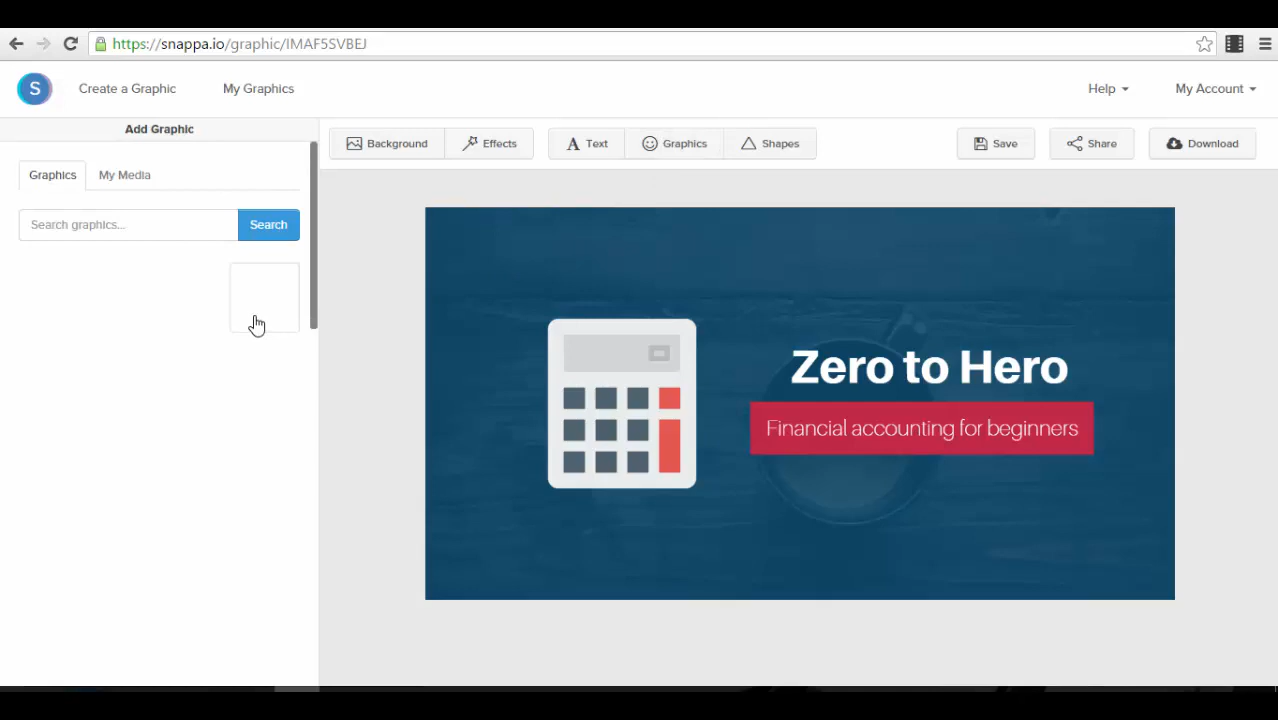 https://snappa.io/graphic/IMAF5SVBEJ
S Create a Graphic My Graphics Help My Account
Add Graphic
Background Effects Text Graphics Shapes Save Share Download
Graphics My Media
Search graphics... Search
Zero to Hero
Financial accounting for beginners